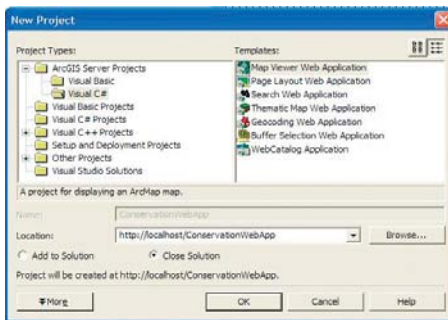 New Project
Project Types:
Templates:
ArcGIS Server Projects
Visual Basic
Visual C#
Visual Basic Projects
Visual C# Projects
Visual C++ Projects
Setup and Deployment Projects
Other Projects
Visual Studio Solutions
Map Viewer Web Application
Page Layout Web Application
Search Web Application
Thematic Map Web Application
Geocoding Web Application
Buffer Selection Web Application
WebCatalog Application
A project for displaying an ArcMap map.
Name:
ConservationWebApp
Location:
http://localhost/ConservationWebApp
Browse...
Add to Solution
Close Solution
Project will be created at http://localhost/ConservationWebApp.
More
OK
Cancel
Help